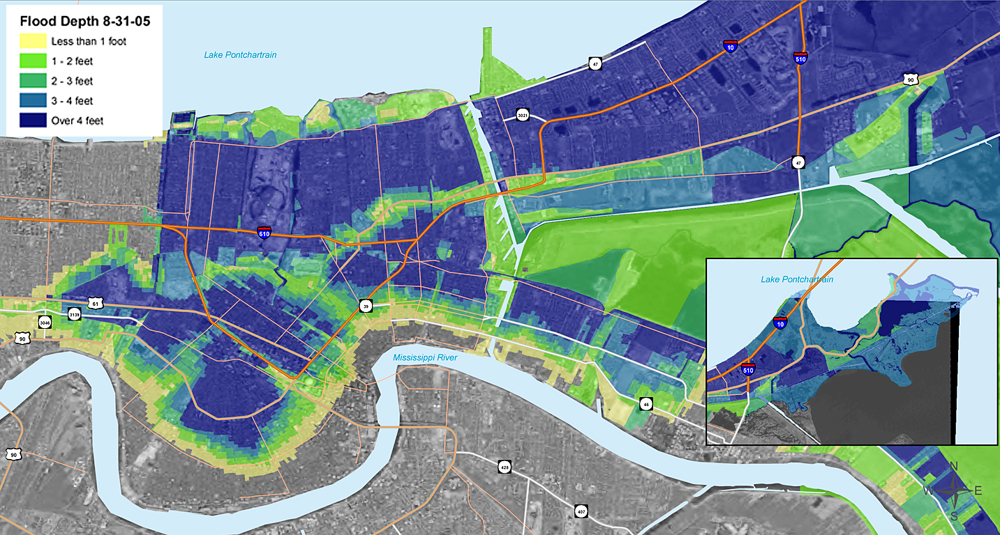 Flood Depth 8-31-05
Less than 1 foot
1 - 2 feet
2 - 3 feet
3 - 4 feet
Over 4 feet
Lake Pontchartrain
47
10
510
90
3021
47
610
61
3139
3046
90
39
Mississippi River
46
90
428
407
Lake Pontchartrain
10
510
N
W
E
S